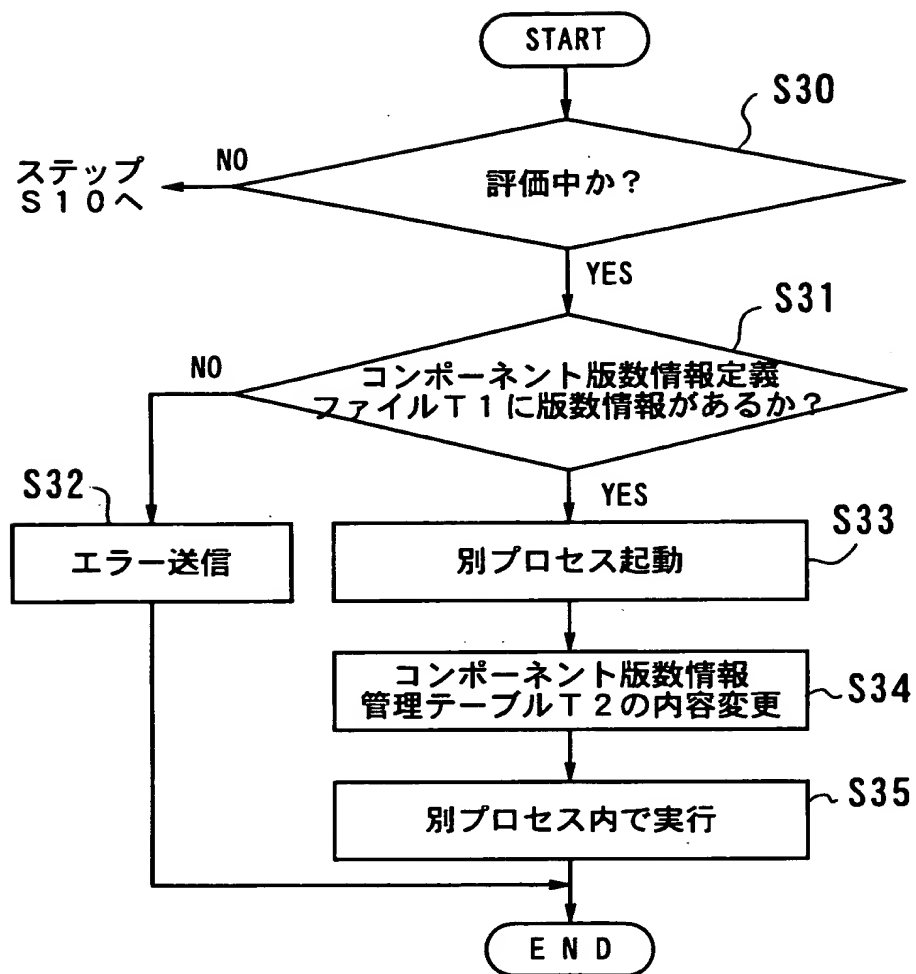 START
S30
NO
ステップ
S10へ
評価中か?
YES
S31
NO
コンポーネント版数情報定義
ファイルT1に版数情報があるか?
S32
YES
エラー送信
S33
別プロセス起動
コンポーネント版数情報
管理テーブルT2の内容変更
S34
別プロセス内で実行
S35
END